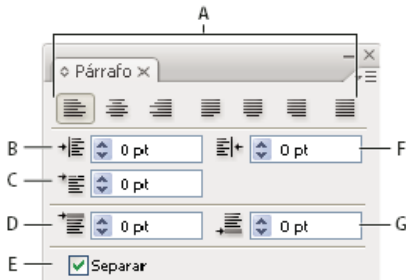 A
Párrafo
B 0 pt 0 pt F
C 0 pt
D 0 pt 0 pt G
E Separar